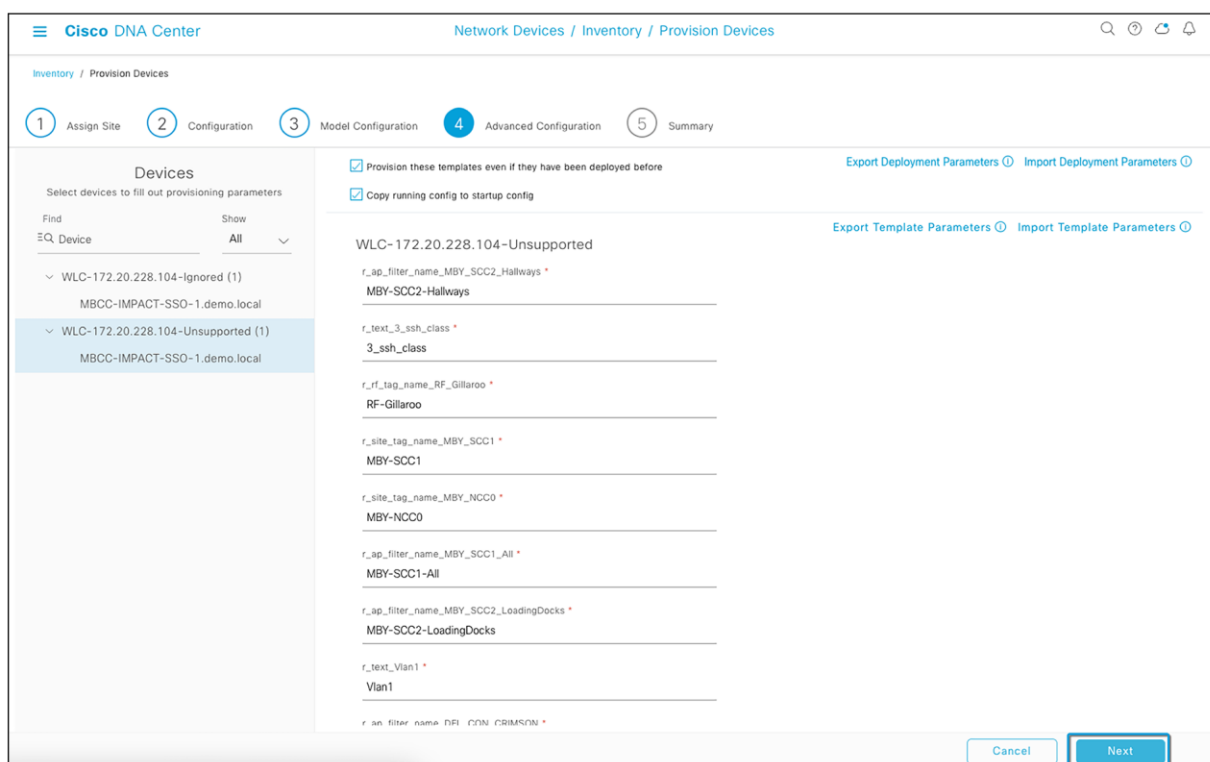 Cisco DNA Center
Network Devices / Inventory / Provision Devices
Inventory / Provision Devices
1 Assign Site 2 Configuration 3 Model Configuration 4 Advanced Configuration 5 Summary
Devices
Select devices to fill out provisioning parameters
Find
Show
Device
All
WLC-172.20.228.104-Ignored (1)
MBCC-IMPACT-SSO-1.demo.local
WLC-172.20.228.104-Unsupported (1)
MBCC-IMPACT-SSO-1.demo.local
Provision these templates even if they have been deployed before
Export Deployment Parameters Import Deployment Parameters
Copy running config to startup config
Export Template Parameters Import Template Parameters
WLC-172.20.228.104-Unsupported
r_ap_filter_name_MBY_SCC2_Hallways *
MBY-SCC2-Hallways
r_text_3_ssh_class *
3_ssh_class
r_rf_tag_name_RF_Gillaroo *
RF-Gillaroo
r_site_tag_name_MBY_SCC1 *
MBY-SCC1
r_site_tag_name_MBY_NCC0 *
MBY-NCC0
r_ap_filter_name_MBY_SCC1_All *
MBY-SCC1-All
r_ap_filter_name_MBY_SCC2_LoadingDocks *
MBY-SCC2-LoadingDocks
r_text_Vlan1 *
Vlan1
r_ap_filter_name_DFL_CON_CRIMSON *
Cancel
Next